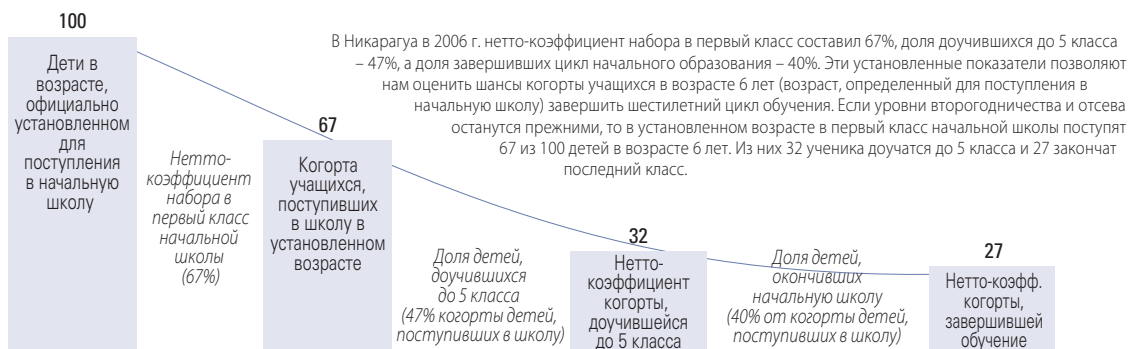 100
Дети в
возрасте,
официально
установленном
для
поступления
в начальную
школу
Нетто-
коэффициент
набора в
первый класс
начальной
школы
(67%)
67
Когорта
учащихся,
поступивших
в школу в
установленном
возрасте
В Никарагуа в 2006 г. нетто-коэффициент набора в первый класс составил 67%, доля доучившихся до 5 класса
– 47%, а доля завершивших цикл начального образования – 40%. Эти установленные показатели позволяют
нам оценить шансы когорты учащихся в возрасте 6 лет (возраст, определенный для поступления в
начальную школу) завершить шестилетний цикл обучения. Если уровни второгодничества и отсева
останутся прежними, то в установленном возрасте в первый класс начальной школы поступят
67 из 100 детей в возрасте 6 лет. Из них 32 ученика доучатся до 5 класса и 27 закончат
последний класс.
Доля детей,
доучившихся
до 5 класса
(47% когорты детей,
поступивших в школу)
32
Нетто-
коэффициент
когорты,
доучившейся
до 5 класса
Доля детей,
окончивших
начальную школу
(40% от когорты детей,
поступивших в школу)
27
Нетто-коэфф.
когорты,
завершившей
обучение